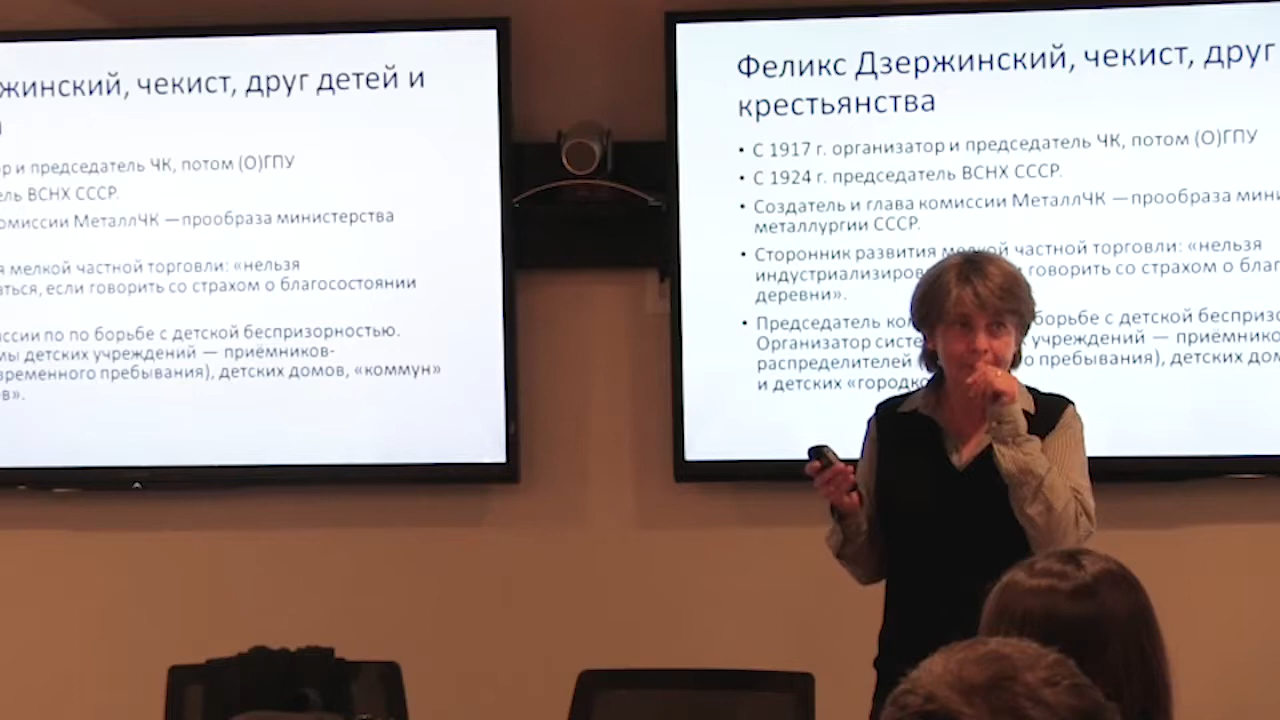 жинский, чекист, друг детей и
р и председатель ЧК, потом (О)ГПУ
ель ВСНХ СССР.
омиссии МеталлЧК —прообраза министерства
я мелкой частной торговли: «нельзя
аться, если говорить со страхом о благосостоянии
ссии по по борьбе с детской беспризорностью.
мы детских учреждений — приёмников-
временного пребывания), детских домов, «коммун»
в».
Феликс Дзержинский, чекист, друг
крестьянства
• С 1917 г. организатор и председатель ЧК, потом (О)ГПУ
• С 1924 г. председатель ВСНХ СССР.
• Создатель и глава комиссии МеталлЧК —прообраза мини
металлургии СССР.
• Сторонник развития мелкой частной торговли: «нельзя
индустриализиров говорить со страхом о благ
деревни».
• Председатель ко борьбе с детской бесприз
Организатор систе учреждений — приёмнико
распределителей о пребывания), детских дом
и детских «городко